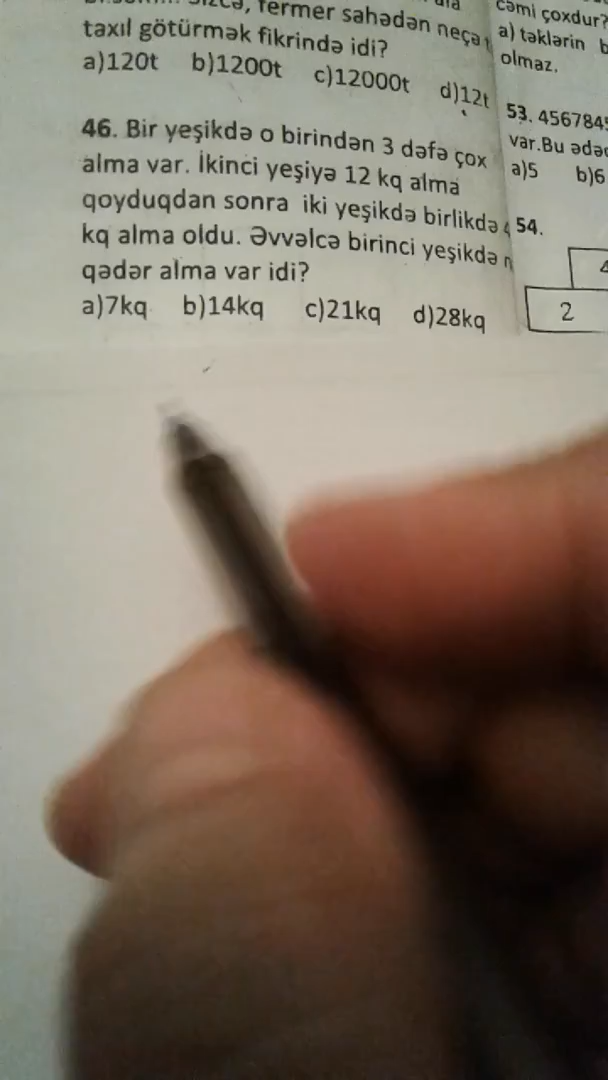 fermer sahədən neçə
taxıl götürmək fikrində idi?
a)120t b)1200t c)12000t d)12t
46. Bir yeşikdə o birindən 3 dəfə çox
alma var. İkinci yeşiyə 12 kq alma
qoyduqdan sonra iki yeşikdə birlikdə
kq alma oldu. Əvvəlcə birinci yeşikdə
qədər alma var idi?
a)7kq b)14kq c)21kq d)28kq
cəmi çoxdur?
a) təklərin
olmaz.
53. 456784
var.Bu
a)5 b)6
54.
2